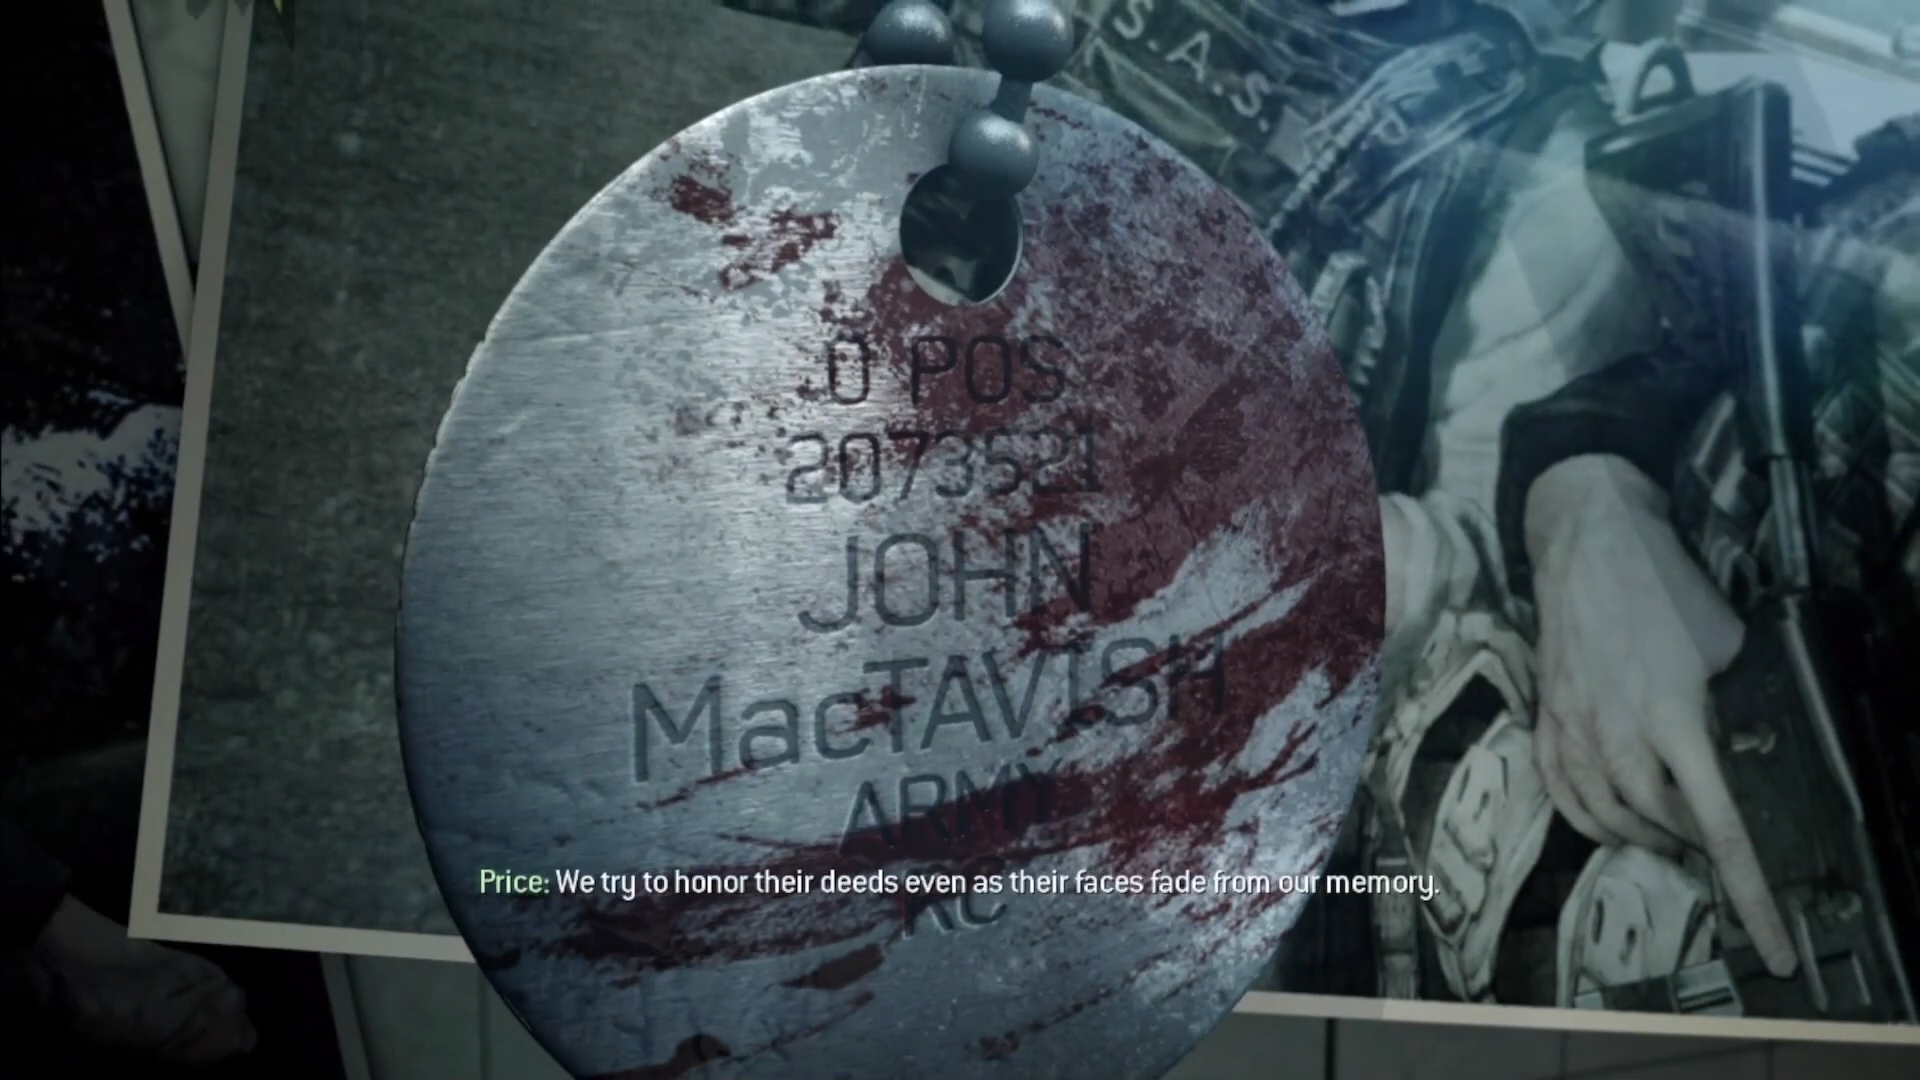 S.A.S.
O POS
2073521
JOHN
MacTAVISH
ARMY
RC
Price: We try to honor their deeds even as their faces fade from our memory.